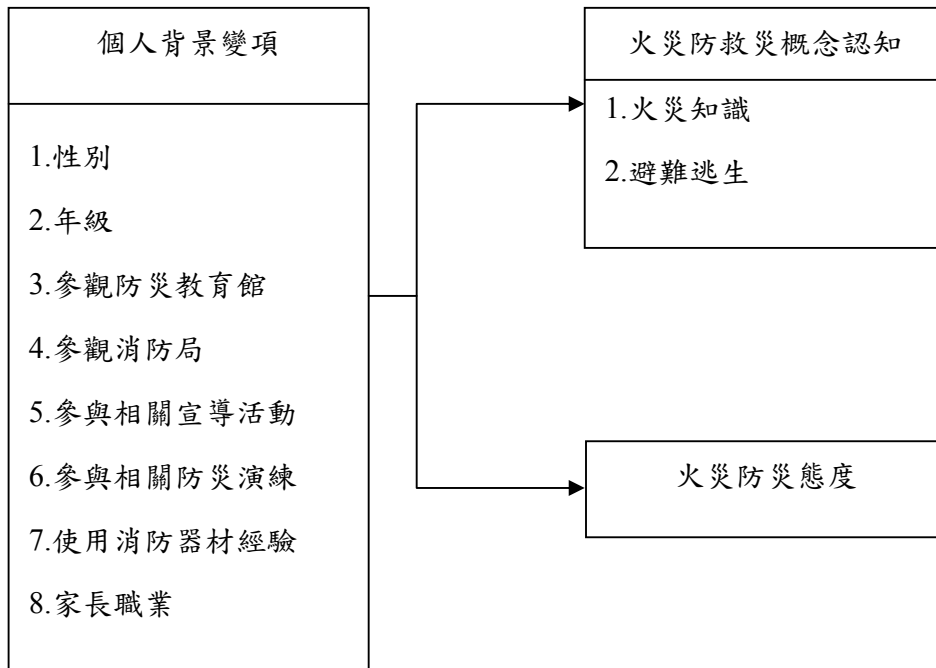 個人背景變項
1.性別
2.年級
3.參觀防災教育館
4.參觀消防局
5.參與相關宣導活動
6.參與相關防災演練
7.使用消防器材經驗
8.家長職業
火災防救災概念認知
1.火災知識
2.避難逃生
火災防災態度